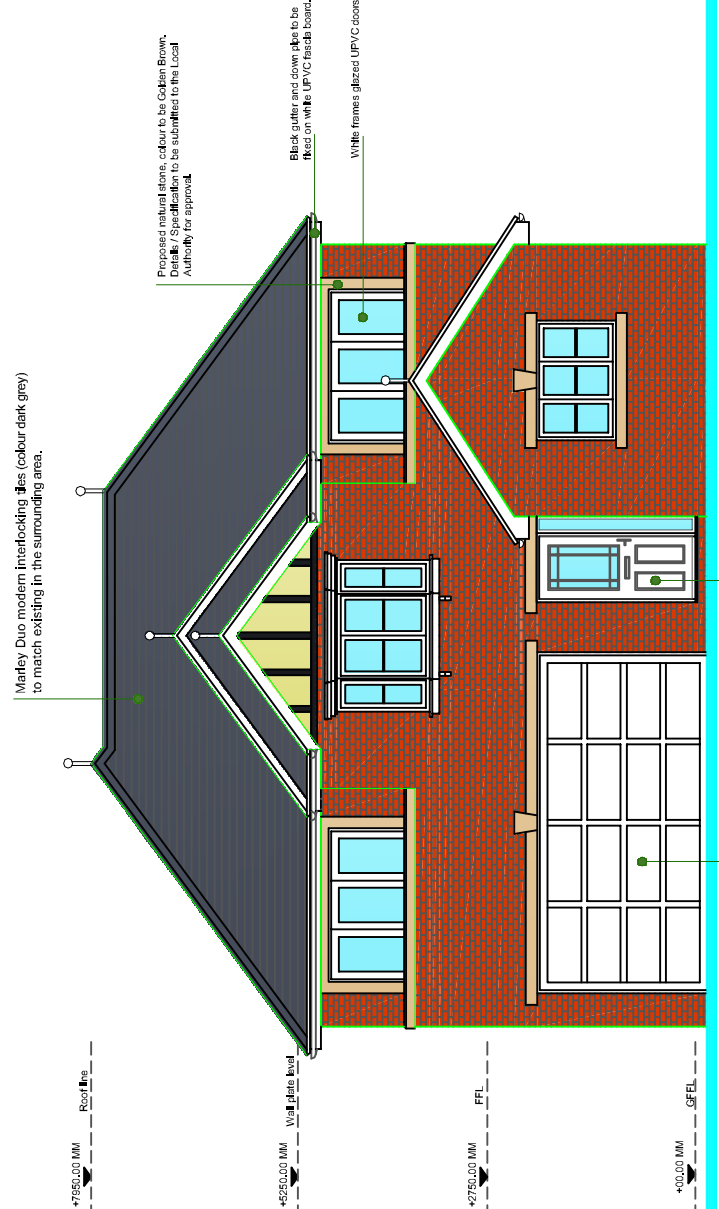 Marley Duo modern interlocking tiles (colour dark grey)
to match existing in the surrounding area.
Proposed natural stone, colour to be Golden Brown.
Details / Specification to be submitted to the Local
Authority for approval.
Black gutter and down pipe to be
fixed on white UPVC fascia board.
White frames glazed UPVC doors
Roof line
+7950.00 MM
Wall plate level
+5250.00 MM
FFL
+2750.00 MM
GFFL
+00.00 MM